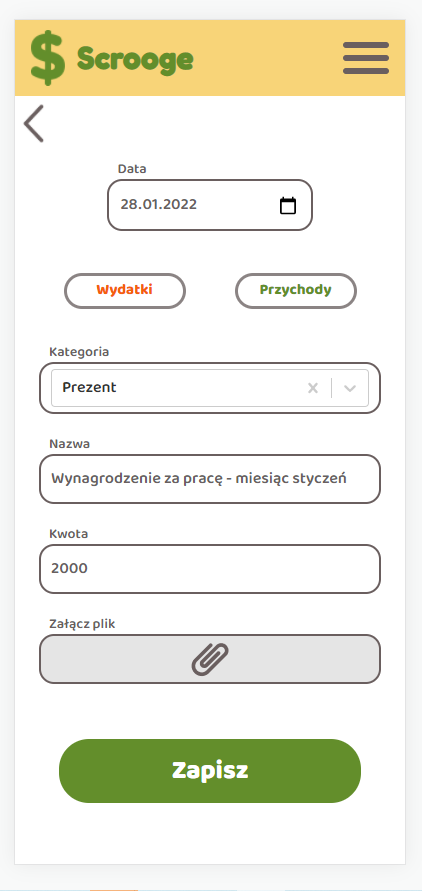 $ Scrooge
Data
28.01.2022
Wydatki
Przychody
Kategoria
Prezent
Nazwa
Wynagrodzenie za pracę - miesiąc styczeń
Kwota
2000
Załącz plik
Zapisz